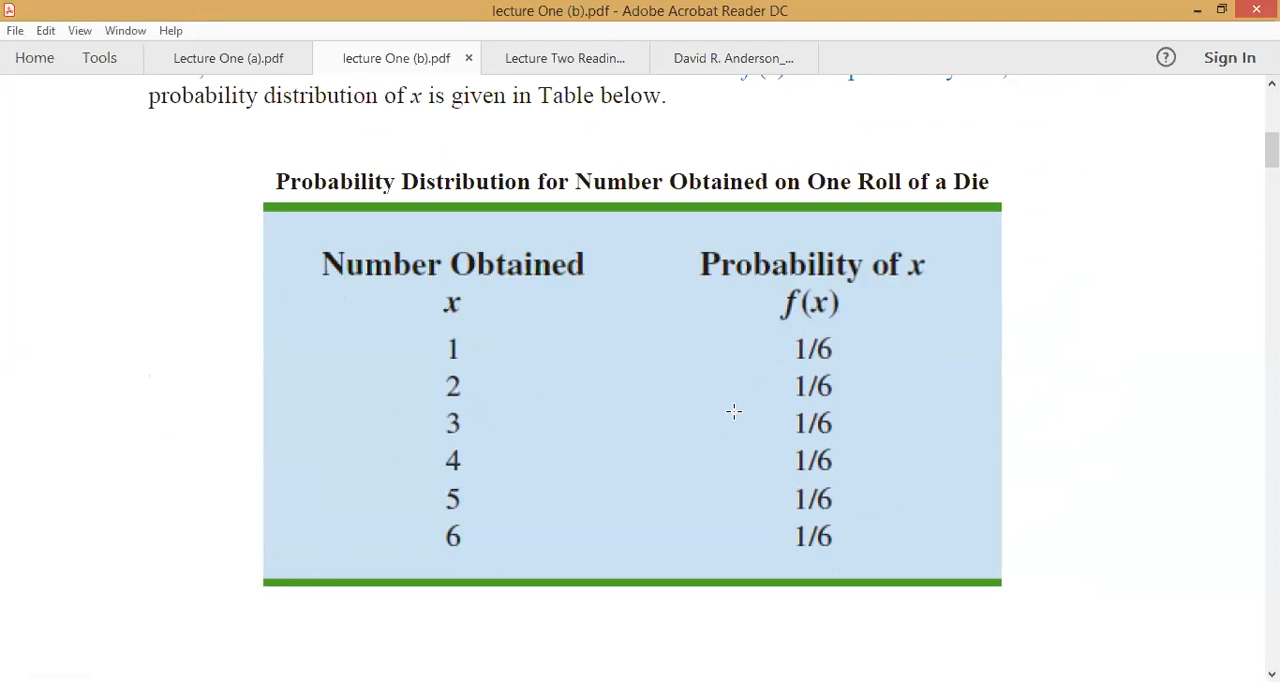 lecture One (b).pdf - Adobe Acrobat Reader DC
File Edit View Window Help
Home Tools Lecture One (a).pdf lecture One (b).pdf × Lecture Two Readin... David R. Anderson_... ? Sign In
probability distribution of x is given in Table below.
Probability Distribution for Number Obtained on One Roll of a Die
Number Obtained Probability of x
x f(x)
1 1/6
2 1/6
3 1/6
4 1/6
5 1/6
6 1/6